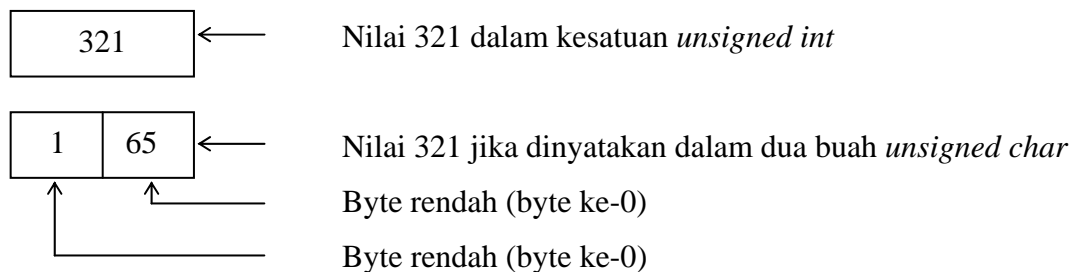 321 Nilai 321 dalam kesatuan unsigned int
1 65 Nilai 321 jika dinyatakan dalam dua buah unsigned char
Byte rendah (byte ke-0)
Byte rendah (byte ke-0)